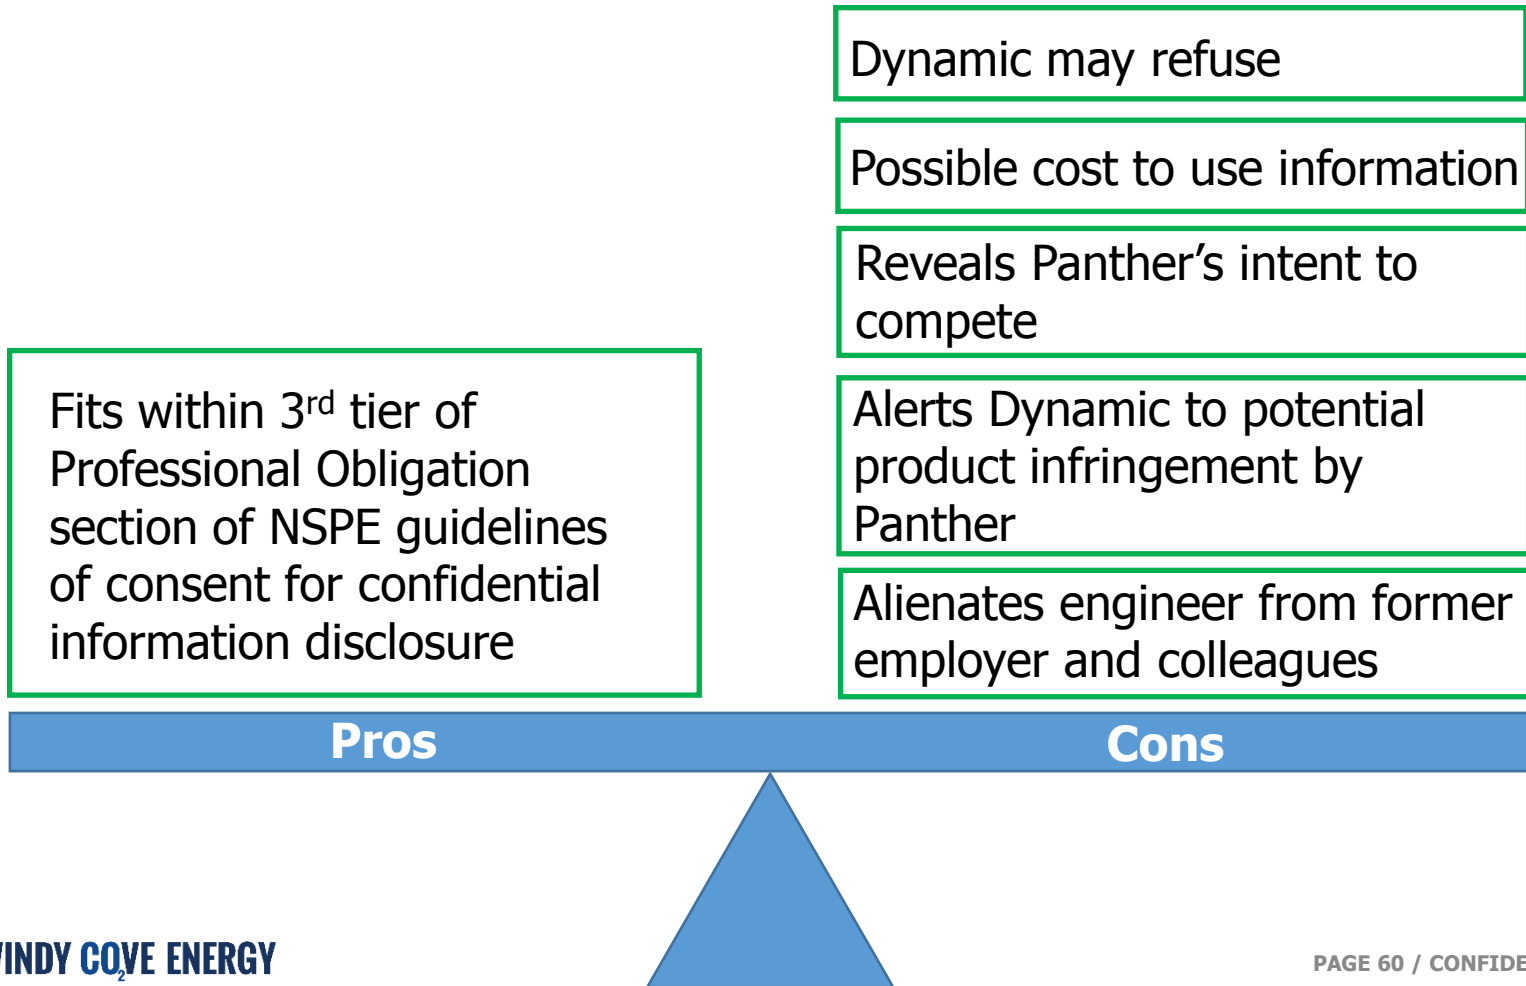 Dynamic may refuse
Possible cost to use information
Reveals Panther’s intent to
compete
Fits within 3rd tier of
Professional Obligation
section of NSPE guidelines
of consent for confidential
information disclosure
Alerts Dynamic to potential
product infringement by
Panther
Alienates engineer from former
employer and colleagues
Pros
Cons
INDY CO2VE ENERGY
PAGE 60 / CONFIDE